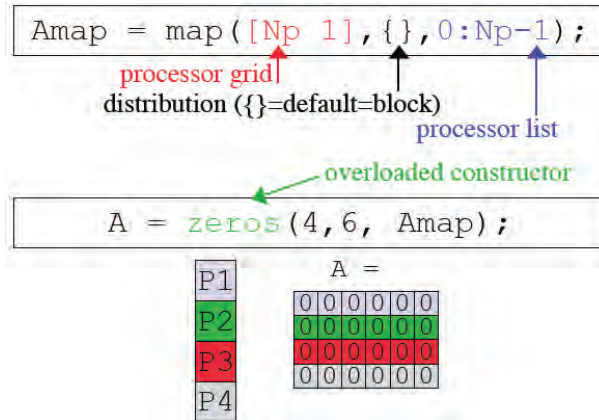 Amap = map([Np 1],{},0:Np-1);
processor grid
distribution ({}=default=block)
processor list
overloaded constructor
A = zeros(4,6, Amap);
A =
P1
P2
P3
P4
0 0 0 0 0 0
0 0 0 0 0 0
0 0 0 0 0 0
0 0 0 0 0 0